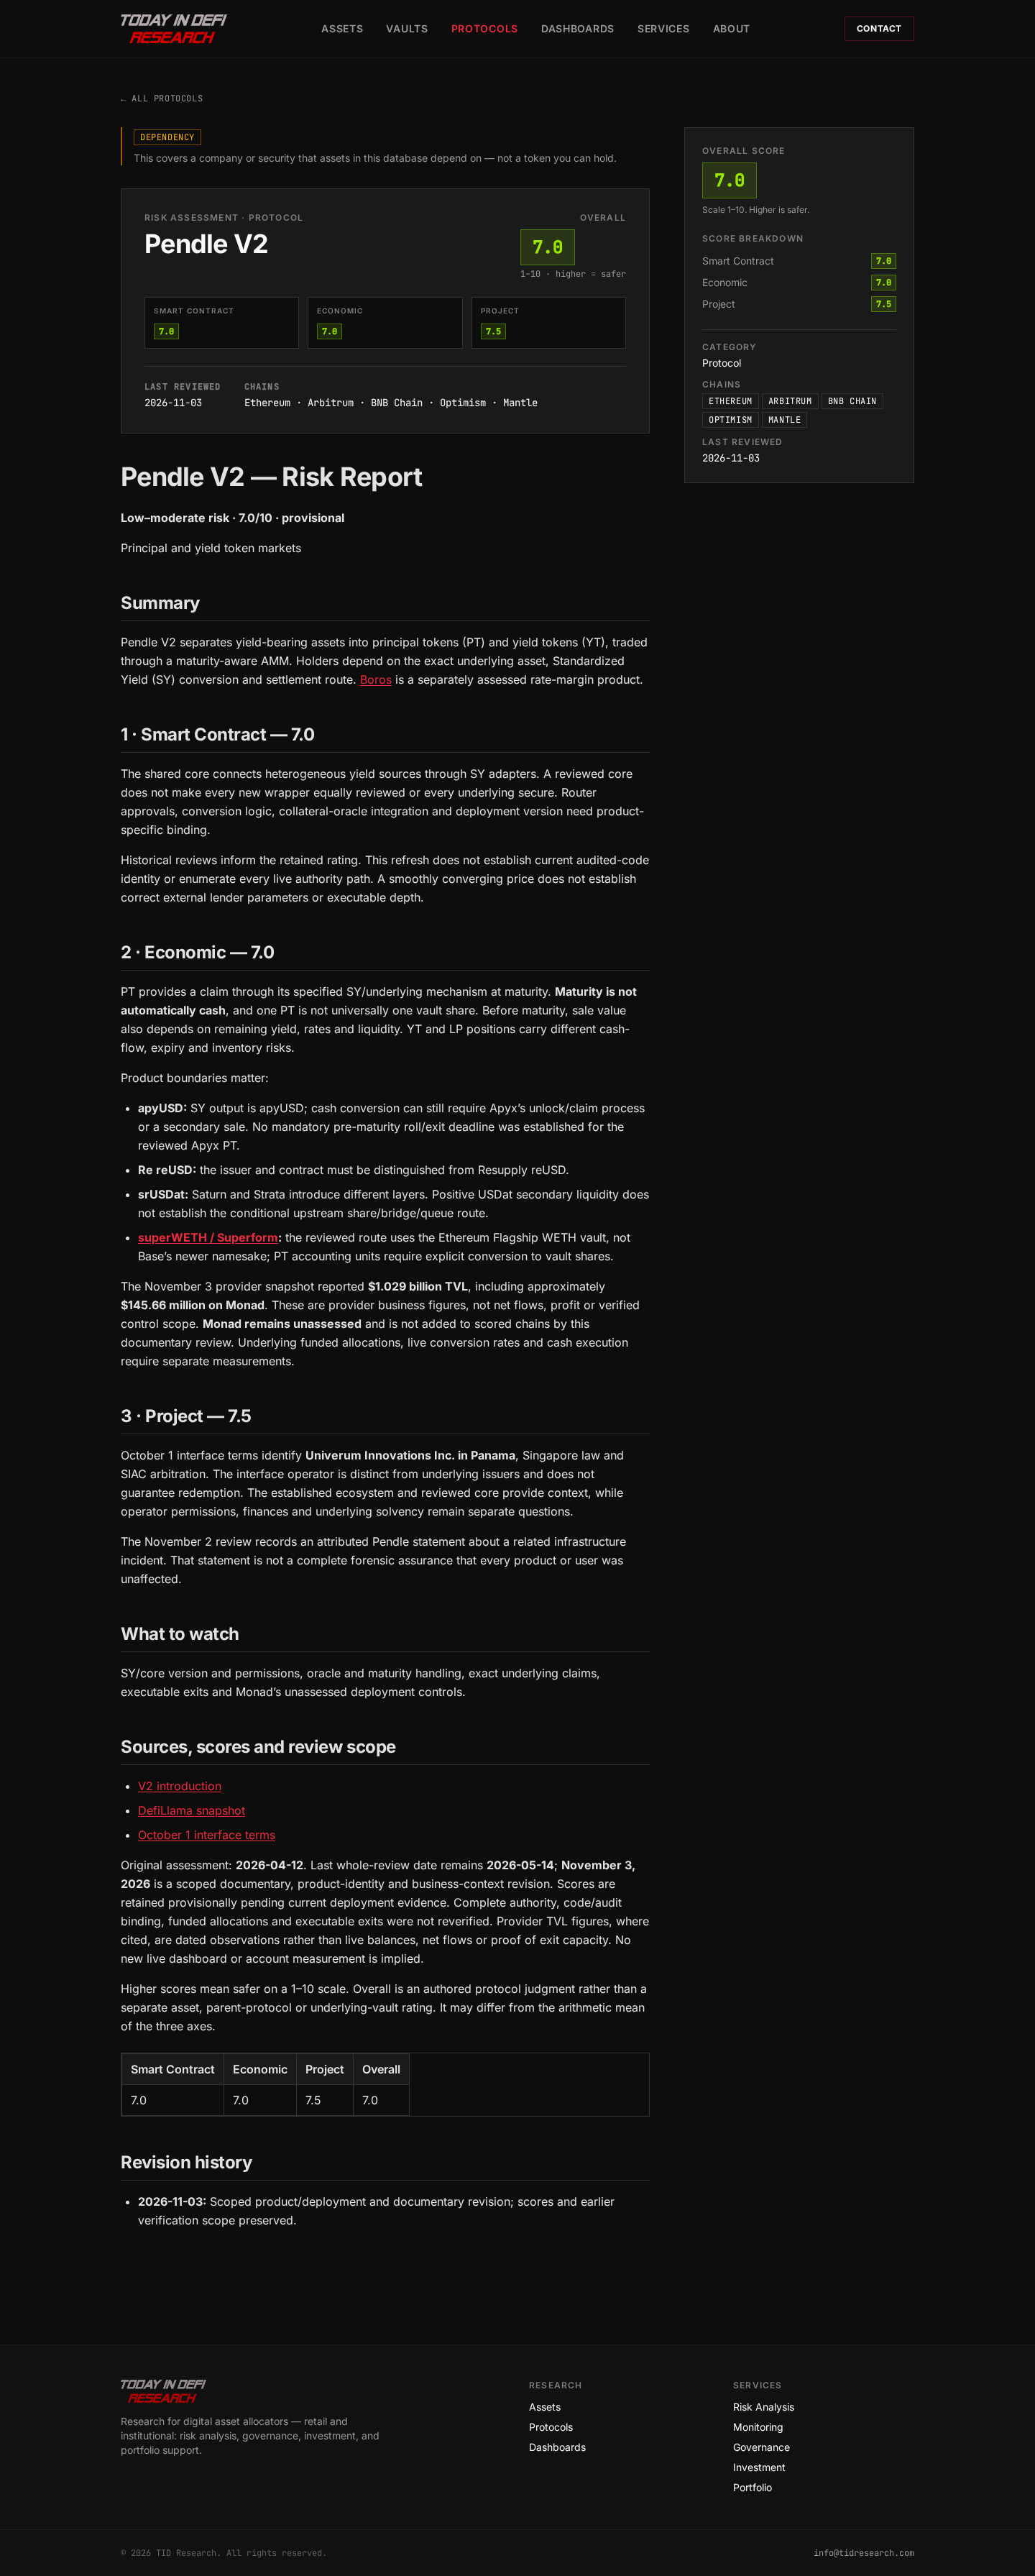 TODAY IN DEFI
RESEARCH
ASSETS
VAULTS
PROTOCOLS
DASHBOARDS
SERVICES
ABOUT
CONTACT
← ALL PROTOCOLS
DEPENDENCY
This covers a company or security that assets in this database depend on — not a token you can hold.
RISK ASSESSMENT · PROTOCOL
Pendle V2
OVERALL
7.0
1–10 · higher = safer
SMART CONTRACT
7.0
ECONOMIC
7.0
PROJECT
7.5
LAST REVIEWED
2026-11-03
CHAINS
Ethereum · Arbitrum · BNB Chain · Optimism · Mantle
OVERALL SCORE
7.0
Scale 1–10. Higher is safer.
SCORE BREAKDOWN
Smart Contract 7.0
Economic 7.0
Project 7.5
CATEGORY
Protocol
CHAINS
ETHEREUM ARBITRUM BNB CHAIN
OPTIMISM MANTLE
LAST REVIEWED
2026-11-03
Pendle V2 — Risk Report
Low–moderate risk · 7.0/10 · provisional
Principal and yield token markets
Summary
Pendle V2 separates yield-bearing assets into principal tokens (PT) and yield tokens (YT), traded
through a maturity-aware AMM. Holders depend on the exact underlying asset, Standardized
Yield (SY) conversion and settlement route. Boros is a separately assessed rate-margin product.
1 · Smart Contract — 7.0
The shared core connects heterogeneous yield sources through SY adapters. A reviewed core
does not make every new wrapper equally reviewed or every underlying secure. Router
approvals, conversion logic, collateral-oracle integration and deployment version need product-
specific binding.
Historical reviews inform the retained rating. This refresh does not establish current audited-code
identity or enumerate every live authority path. A smoothly converging price does not establish
correct external lender parameters or executable depth.
2 · Economic — 7.0
PT provides a claim through its specified SY/underlying mechanism at maturity. Maturity is not
automatically cash, and one PT is not universally one vault share. Before maturity, sale value
also depends on remaining yield, rates and liquidity. YT and LP positions carry different cash-
flow, expiry and inventory risks.
Product boundaries matter:
• apyUSD: SY output is apyUSD; cash conversion can still require Apyx’s unlock/claim process
or a secondary sale. No mandatory pre-maturity roll/exit deadline was established for the
reviewed Apyx PT.
• Re reUSD: the issuer and contract must be distinguished from Resupply reUSD.
• srUSDat: Saturn and Strata introduce different layers. Positive USDat secondary liquidity does
not establish the conditional upstream share/bridge/queue route.
• superWETH / Superform: the reviewed route uses the Ethereum Flagship WETH vault, not
Base’s newer namesake; PT accounting units require explicit conversion to vault shares.
The November 3 provider snapshot reported $1.029 billion TVL, including approximately
$145.66 million on Monad. These are provider business figures, not net flows, profit or verified
control scope. Monad remains unassessed and is not added to scored chains by this
documentary review. Underlying funded allocations, live conversion rates and cash execution
require separate measurements.
3 · Project — 7.5
October 1 interface terms identify Univerum Innovations Inc. in Panama, Singapore law and
SIAC arbitration. The interface operator is distinct from underlying issuers and does not
guarantee redemption. The established ecosystem and reviewed core provide context, while
operator permissions, finances and underlying solvency remain separate questions.
The November 2 review records an attributed Pendle statement about a related infrastructure
incident. That statement is not a complete forensic assurance that every product or user was
unaffected.
What to watch
SY/core version and permissions, oracle and maturity handling, exact underlying claims,
executable exits and Monad’s unassessed deployment controls.
Sources, scores and review scope
• V2 introduction
• DefiLlama snapshot
• October 1 interface terms
Original assessment: 2026-04-12. Last whole-review date remains 2026-05-14; November 3,
2026 is a scoped documentary, product-identity and business-context revision. Scores are
retained provisionally pending current deployment evidence. Complete authority, code/audit
binding, funded allocations and executable exits were not reverified. Provider TVL figures, where
cited, are dated observations rather than live balances, net flows or proof of exit capacity. No
new live dashboard or account measurement is implied.
Higher scores mean safer on a 1–10 scale. Overall is an authored protocol judgment rather than a
separate asset, parent-protocol or underlying-vault rating. It may differ from the arithmetic mean
of the three axes.
Smart Contract Economic Project Overall
7.0 7.0 7.5 7.0
Revision history
• 2026-11-03: Scoped product/deployment and documentary revision; scores and earlier
verification scope preserved.
TODAY IN DEFI
RESEARCH
Research for digital asset allocators — retail and
institutional: risk analysis, governance, investment, and
portfolio support.
RESEARCH
Assets
Protocols
Dashboards
SERVICES
Risk Analysis
Monitoring
Governance
Investment
Portfolio
© 2026 TID Research. All rights reserved.
info@tidresearch.com